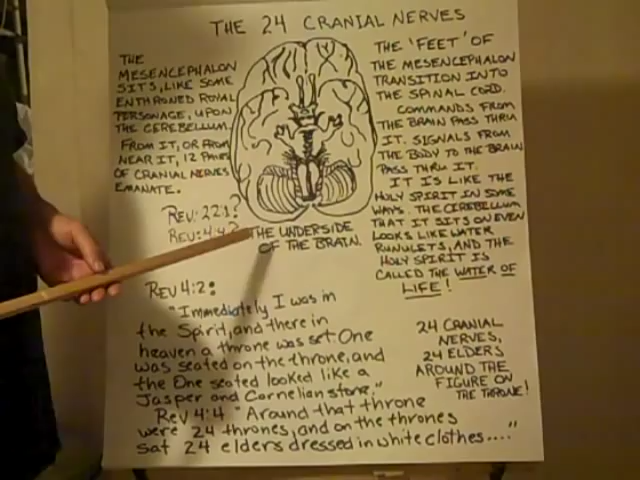 THE 24 CRANIAL NERVES
THE
MESENCEPHALON
SITS, LIKE SOME
ENTHRONED ROYAL
PERSONAGE, UPON
THE CEREBELLUM.
FROM IT, OR FROM
NEAR IT, 12 PAIRS
OF CRANIAL NERVES
EMANATE.
THE 'FEET' OF
THE MESENCEPHALON
TRANSITION INTO
THE SPINAL CORD.
COMMANDS FROM
THE BRAIN PASS THRU
IT. SIGNALS FROM
THE BODY TO THE BRAIN
PASS THRU IT.
IT IS LIKE THE
HOLY SPIRIT IN SOME
WAYS. THE CEREBELLUM
THAT IT SITS ON EVEN
LOOKS LIKE WATER
RUNULETS, AND THE
HOLY SPIRIT IS
CALLED THE WATER OF
LIFE!
REV: 22:1?
REV: 4:4?
THE UNDERSIDE
OF THE BRAIN.
REV 4:2:
"Immediately I was in
the Spirit, and there in
heaven a throne was set. One
was seated on the throne, and
the One seated looked like a
Jasper and Cornelian stone."
Rev 4:4 "Around that throne
were 24 thrones, and on the thrones
sat 24 elders dressed in white clothes...."
24 CRANIAL
NERVES,
24 ELDERS
AROUND THE
FIGURE ON
THE THRONE!